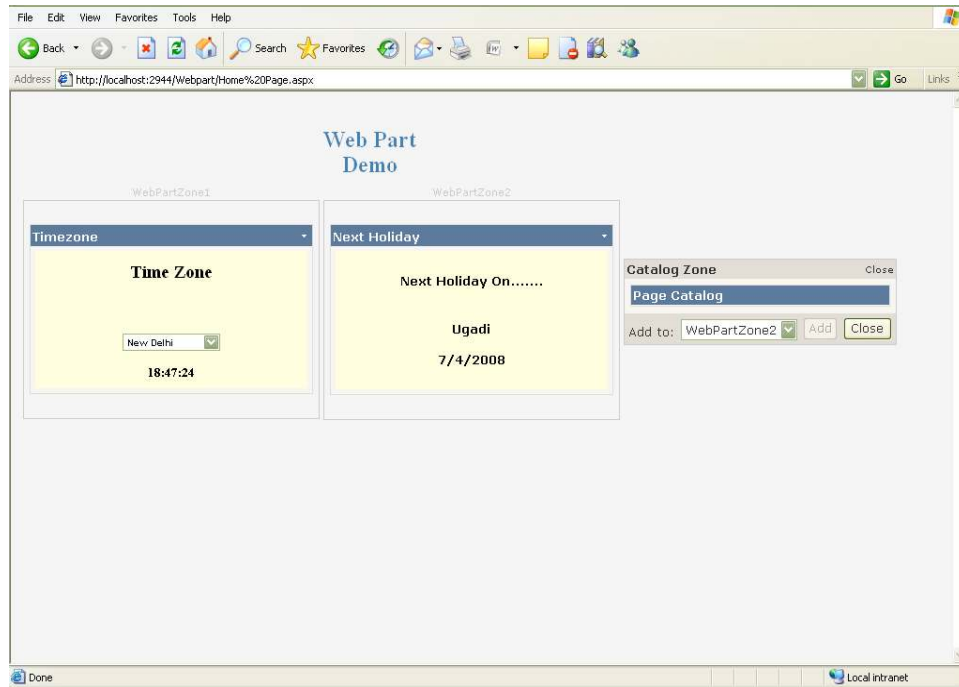 File Edit View Favorites Tools Help
Back Search Favorites
Address http://localhost:2944/Webpart/Home%20Page.aspx Go Links
Web Part
Demo
WebPartZone1 WebPartZone2
Timezone Next Holiday
Time Zone
Next Holiday On.......
Catalog Zone Close
Page Catalog
Ugadi
Add to: WebPartZone2 Add Close
New Delhi
7/4/2008
18:47:24
Done Local intranet